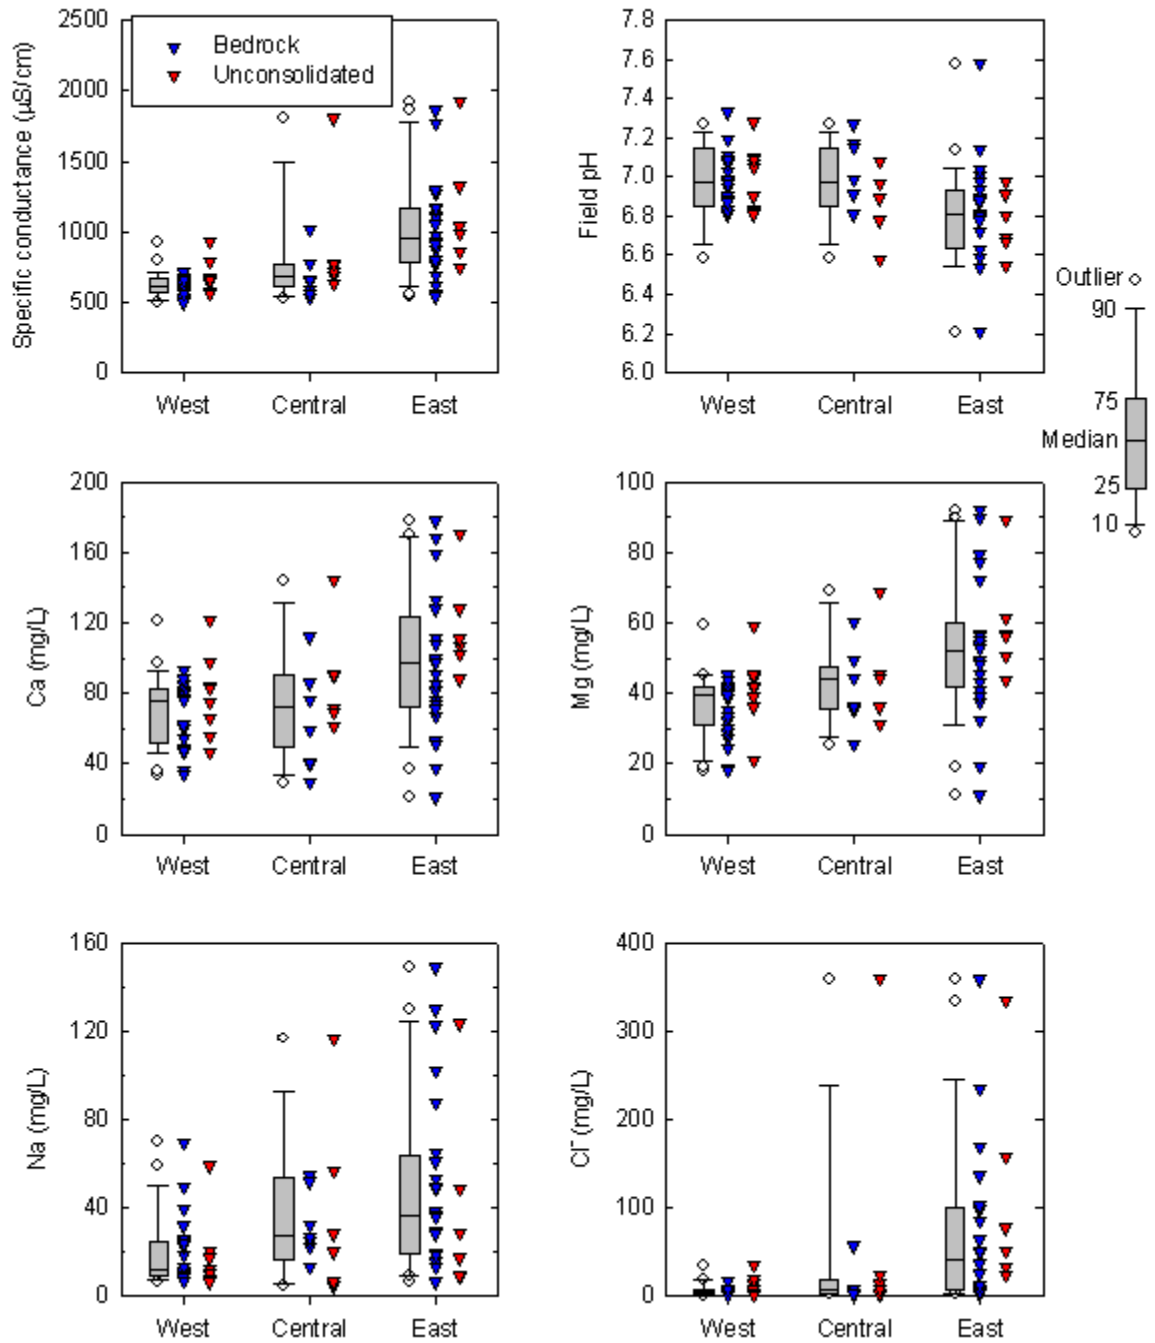 Specific conductance (µS/cm)
2500
2000
1500
1000
500
0
Bedrock
Unconsolidated
West
Central
East
Field pH
7.8
7.6
7.4
7.2
7.0
6.8
6.6
6.4
6.2
6.0
West
Central
East
Outlier
90
75
Median
25
10
Ca (mg/L)
200
160
120
80
40
0
West
Central
East
Mg (mg/L)
100
80
60
40
20
0
West
Central
East
Na (mg/L)
160
120
80
40
0
West
Central
East
Cl⁻ (mg/L)
400
300
200
100
0
West
Central
East